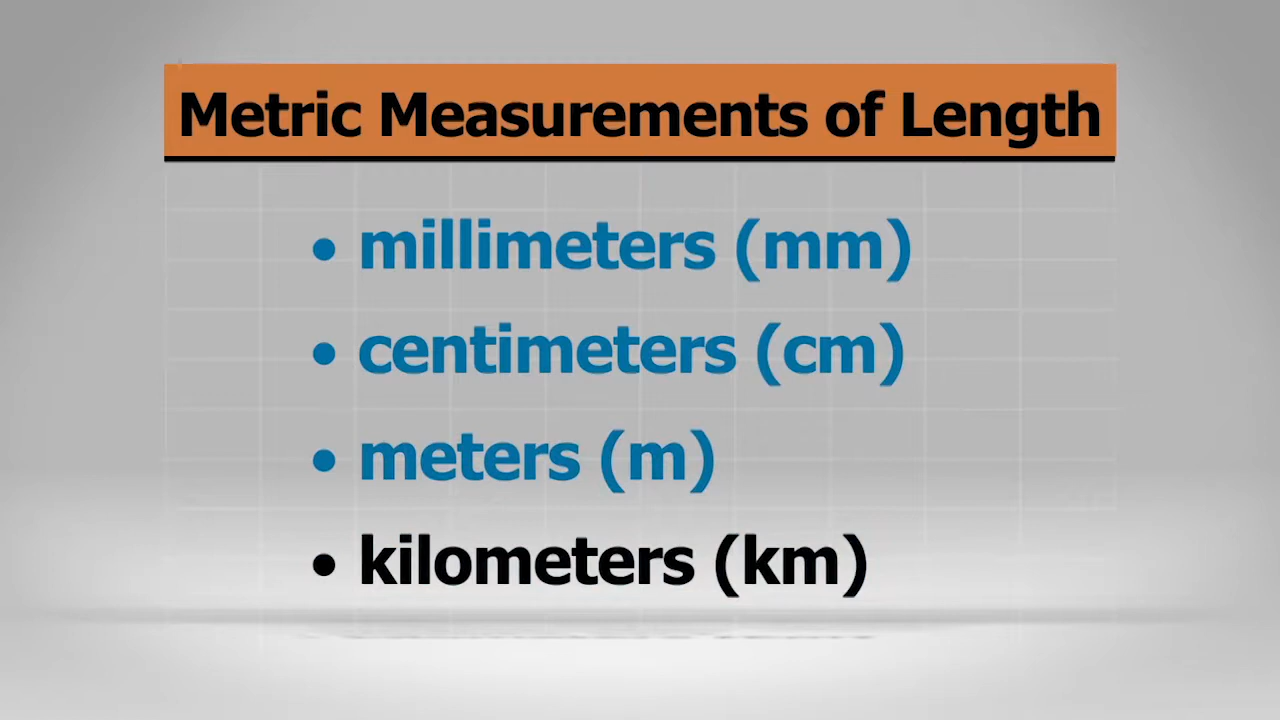 Metric Measurements of Length
• millimeters (mm)
• centimeters (cm)
• meters (m)
• kilometers (km)